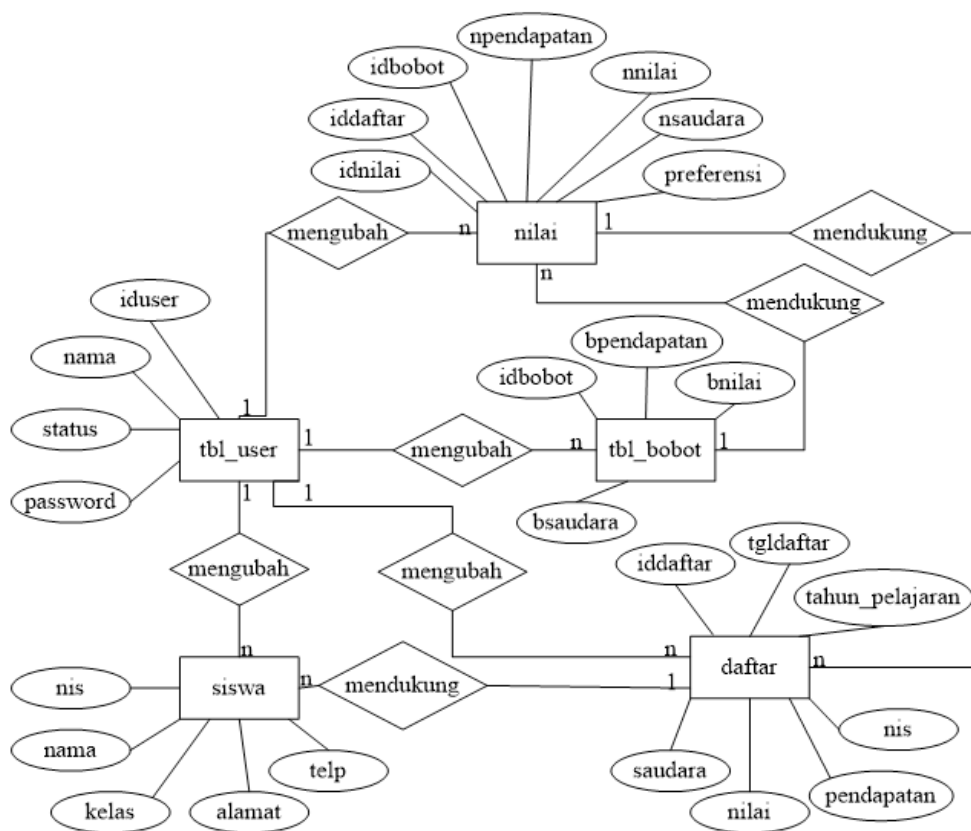 npendapatan
idbobot
nnilai
iddaftar
nsaudara
idnilai
preferensi
mengubah
n
nilai
1
mendukung
n
mendukung
iduser
bpendapatan
nama
idbobot
bnilai
1
status
tbl_user
1
mengubah
n
tbl_bobot
1
password
1
1
bsaudara
tgldaftar
iddaftar
mengubah
mengubah
tahun_pelajaran
n
n
nis
siswa
n
mendukung
1
daftar
n
nis
nama
telp
saudara
pendapatan
kelas
alamat
nilai